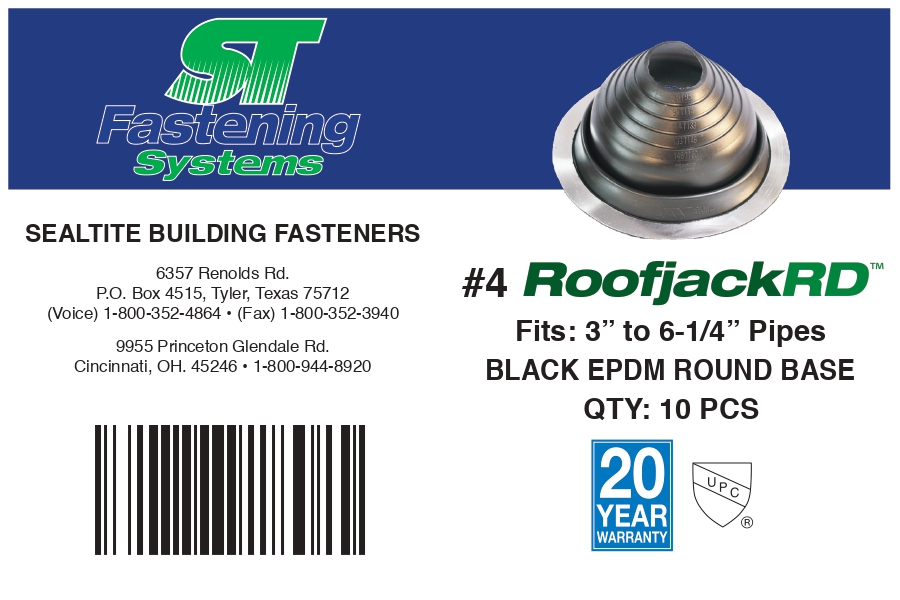 ST
Fastening
Systems
SEALTITE BUILDING FASTENERS
6357 Renolds Rd.
P.O. Box 4515, Tyler, Texas 75712
(Voice) 1-800-352-4864 • (Fax) 1-800-352-3940
9955 Princeton Glendale Rd.
Cincinnati, OH. 45246 • 1-800-944-8920
#4 RoofjackRD™
Fits: 3” to 6-1/4” Pipes
BLACK EPDM ROUND BASE
QTY: 10 PCS
20
YEAR
WARRANTY
UPC
®